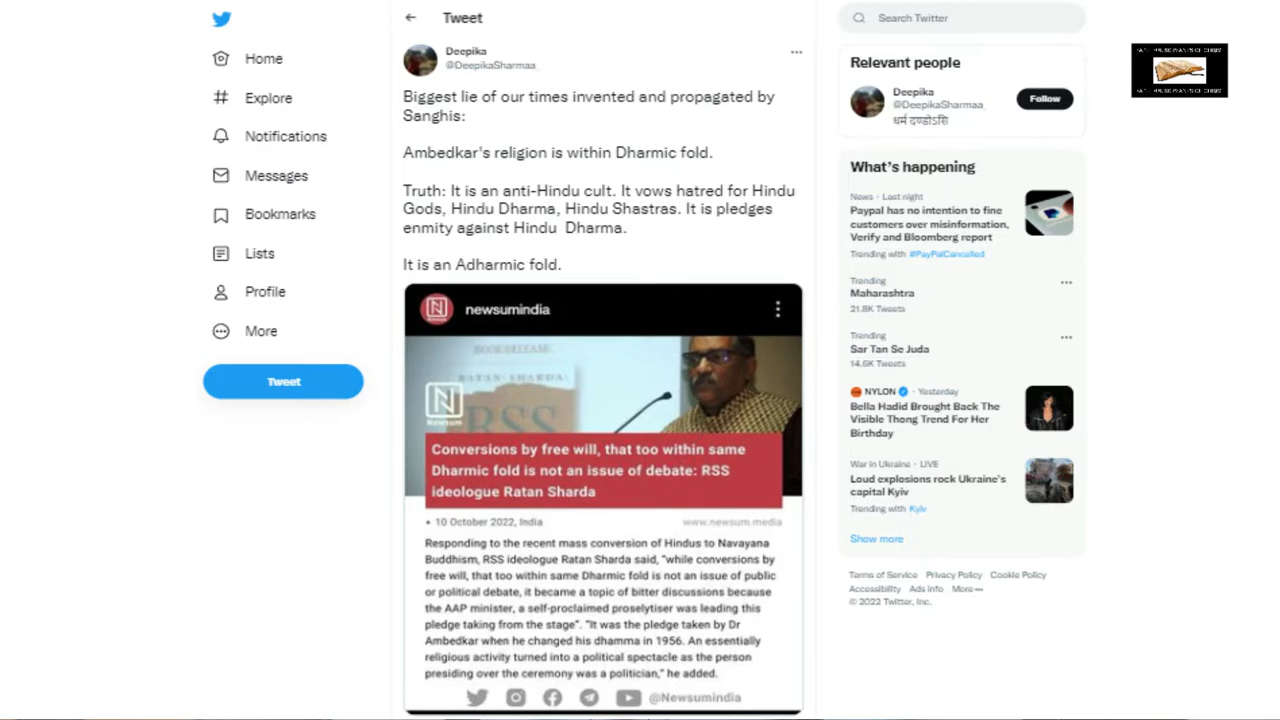 Tweet
Search Twitter
Home
Explore
Notifications
Messages
Bookmarks
Lists
Profile
More
Tweet
Deepika
@DeepikaSharmaa_
Biggest lie of our times invented and propagated by
Sanghis:
Ambedkar's religion is within Dharmic fold.
Truth: It is an anti-Hindu cult. It vows hatred for Hindu
Gods, Hindu Dharma, Hindu Shastras. It is pledges
enmity against Hindu Dharma.
It is an Adharmic fold.
newsumindia
BOOK RELEASE
RATAN SHARDA
RSS
Newsum
Conversions by free will, that too within same
Dharmic fold is not an issue of debate: RSS
ideologue Ratan Sharda
• 10 October 2022, India
www.newsum.media
Responding to the recent mass conversion of Hindus to Navayana
Buddhism, RSS ideologue Ratan Sharda said, "while conversions by
free will, that too within same Dharmic fold is not an issue of public
or political debate, it became a topic of bitter discussions because
the AAP minister, a self-proclaimed proselytiser was leading this
pledge taking from the stage". "It was the pledge taken by Dr
Ambedkar when he changed his dhamma in 1956. An essentially
religious activity turned into a political spectacle as the person
presiding over the ceremony was a politician," he added.
@Newsumindia
Relevant people
Deepika
@DeepikaSharmaa_
Follow
धर्म दण्डोऽसि
What's happening
News · Last night
Paypal has no intention to fine
customers over misinformation,
Verify and Bloomberg report
Trending with #PayPalCancelled
Trending
Maharashtra
21.8K Tweets
Trending
Sar Tan Se Juda
14.6K Tweets
NYLON · Yesterday
Bella Hadid Brought Back The
Visible Thong Trend For Her
Birthday
War in Ukraine · LIVE
Loud explosions rock Ukraine's
capital Kyiv
Trending with Kyiv
Show more
Terms of Service Privacy Policy Cookie Policy
Accessibility Ads info More
© 2022 Twitter, Inc.